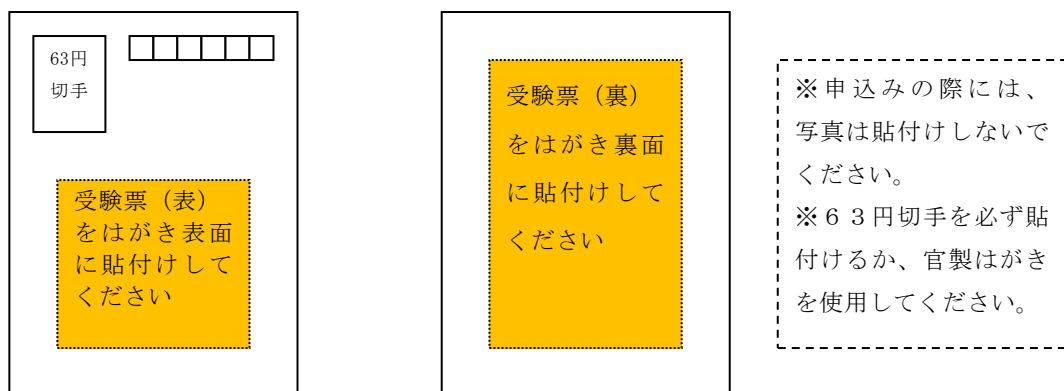 63円
切手
受験票（表）
をはがき表面
に貼付けして
ください
受験票（裏）
をはがき裏面
に貼付けして
ください
※申込みの際には、
写真は貼付けしないで
ください。
※６３円切手を必ず貼
付けるか、官製はがき
を使用してください。